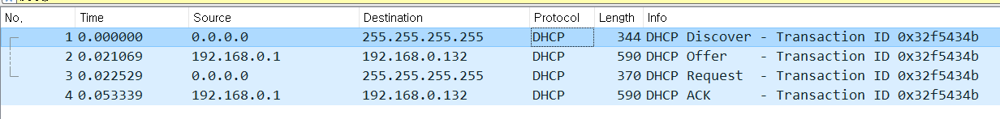 No. Time Source Destination Protocol Length Info
1 0.000000 0.0.0.0 255.255.255.255 DHCP 344 DHCP Discover - Transaction ID 0x32f5434b
2 0.021069 192.168.0.1 192.168.0.132 DHCP 590 DHCP Offer - Transaction ID 0x32f5434b
3 0.022529 0.0.0.0 255.255.255.255 DHCP 370 DHCP Request - Transaction ID 0x32f5434b
4 0.053339 192.168.0.1 192.168.0.132 DHCP 590 DHCP ACK - Transaction ID 0x32f5434b